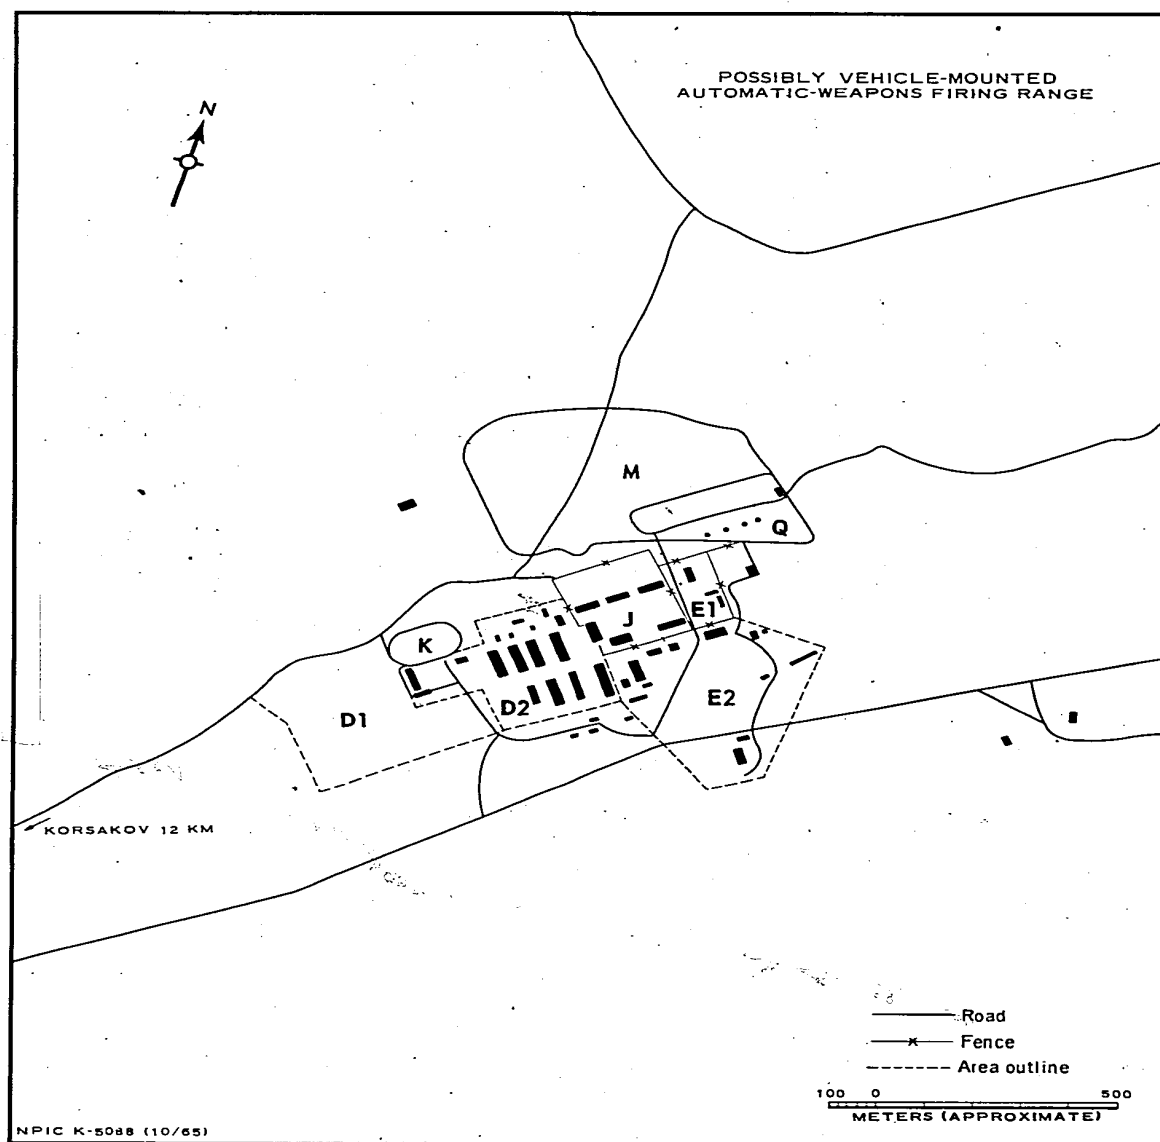 POSSIBLY VEHICLE-MOUNTED
AUTOMATIC-WEAPONS FIRING RANGE
N
M
Q
K
J
E1
D1
D2
E2
KORSAKOV 12 KM
Road
Fence
Area outline
100 0 500
METERS (APPROXIMATE)
NPIC K-5088 (10/65)